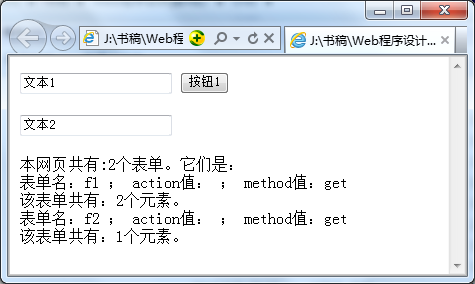 J:\书稿\Web程
J:\书稿\Web程序设计...
文本1 按钮1
文本2
本网页共有:2个表单。它们是：
表单名：f1 ； action值： ； method值：get
该表单共有：2个元素。
表单名：f2 ； action值： ； method值：get
该表单共有：1个元素。